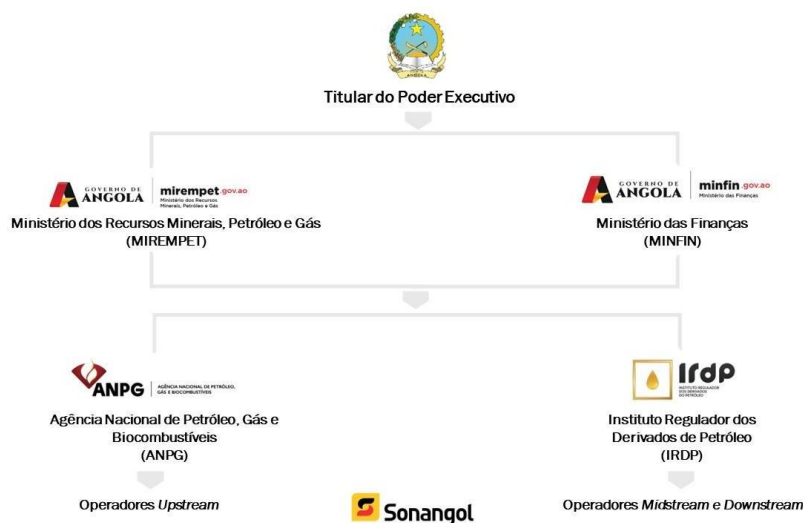 ANGOLA
Titular do Poder Executivo
GOVERNO DE
ANGOLA
mirempet.gov.ao
Ministério dos Recursos
Minerais, Petróleo e Gás
Ministério dos Recursos Minerais, Petróleo e Gás
(MIREMPET)
GOVERNO DE
ANGOLA
minfin.gov.ao
Ministério das Finanças
Ministério das Finanças
(MINFIN)
ANPG
AGÊNCIA NACIONAL DE PETRÓLEO,
GÁS E BIOCOMBUSTÍVEIS
Agência Nacional de Petróleo, Gás e
Biocombustíveis
(ANPG)
Operadores Upstream
Irdp
INSTITUTO REGULADOR
DOS DERIVADOS
DO PETRÓLEO
Instituto Regulador dos
Derivados de Petróleo
(IRDP)
Operadores Midstream e Downstream
Sonangol